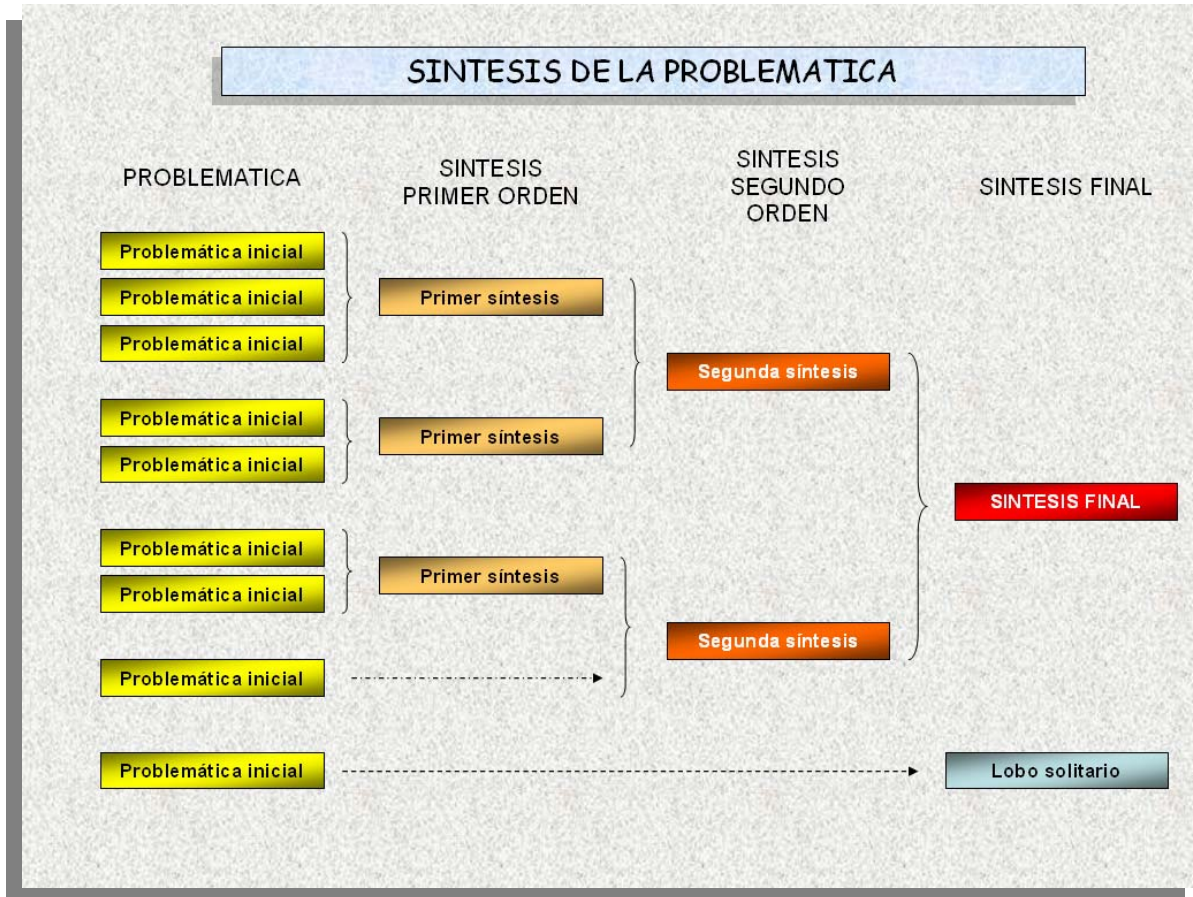 SINTESIS DE LA PROBLEMATICA
PROBLEMATICA
SINTESIS
PRIMER ORDEN
SINTESIS
SEGUNDO
ORDEN
SINTESIS FINAL
Problemática inicial
Problemática inicial
Problemática inicial
Problemática inicial
Problemática inicial
Problemática inicial
Problemática inicial
Problemática inicial
Problemática inicial
Primer síntesis
Primer síntesis
Primer síntesis
Segunda síntesis
Segunda síntesis
SINTESIS FINAL
Lobo solitario